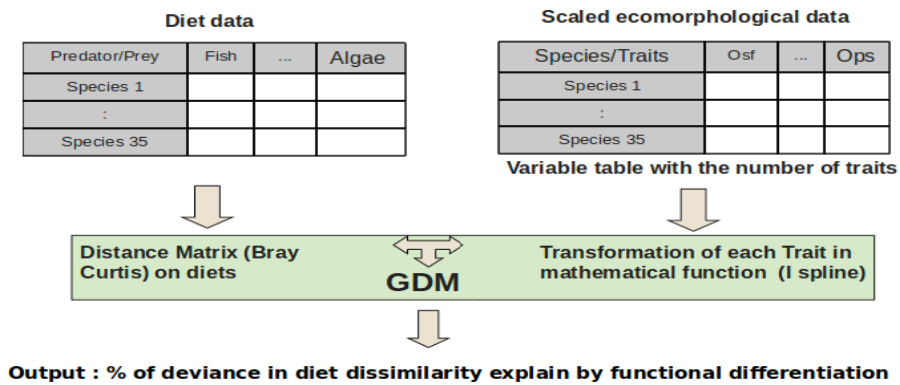 Diet data
Predator/Prey Fish ... Algae
Species 1
:
Species 35
Scaled ecomorphological data
Species/Traits Osf ... Ops
Species 1
:
Species 35
Variable table with the number of traits
Distance Matrix (Bray
Curtis) on diets
GDM
Transformation of each Trait in
mathematical function (I spline)
Output : % of deviance in diet dissimilarity explain by functional differentiation